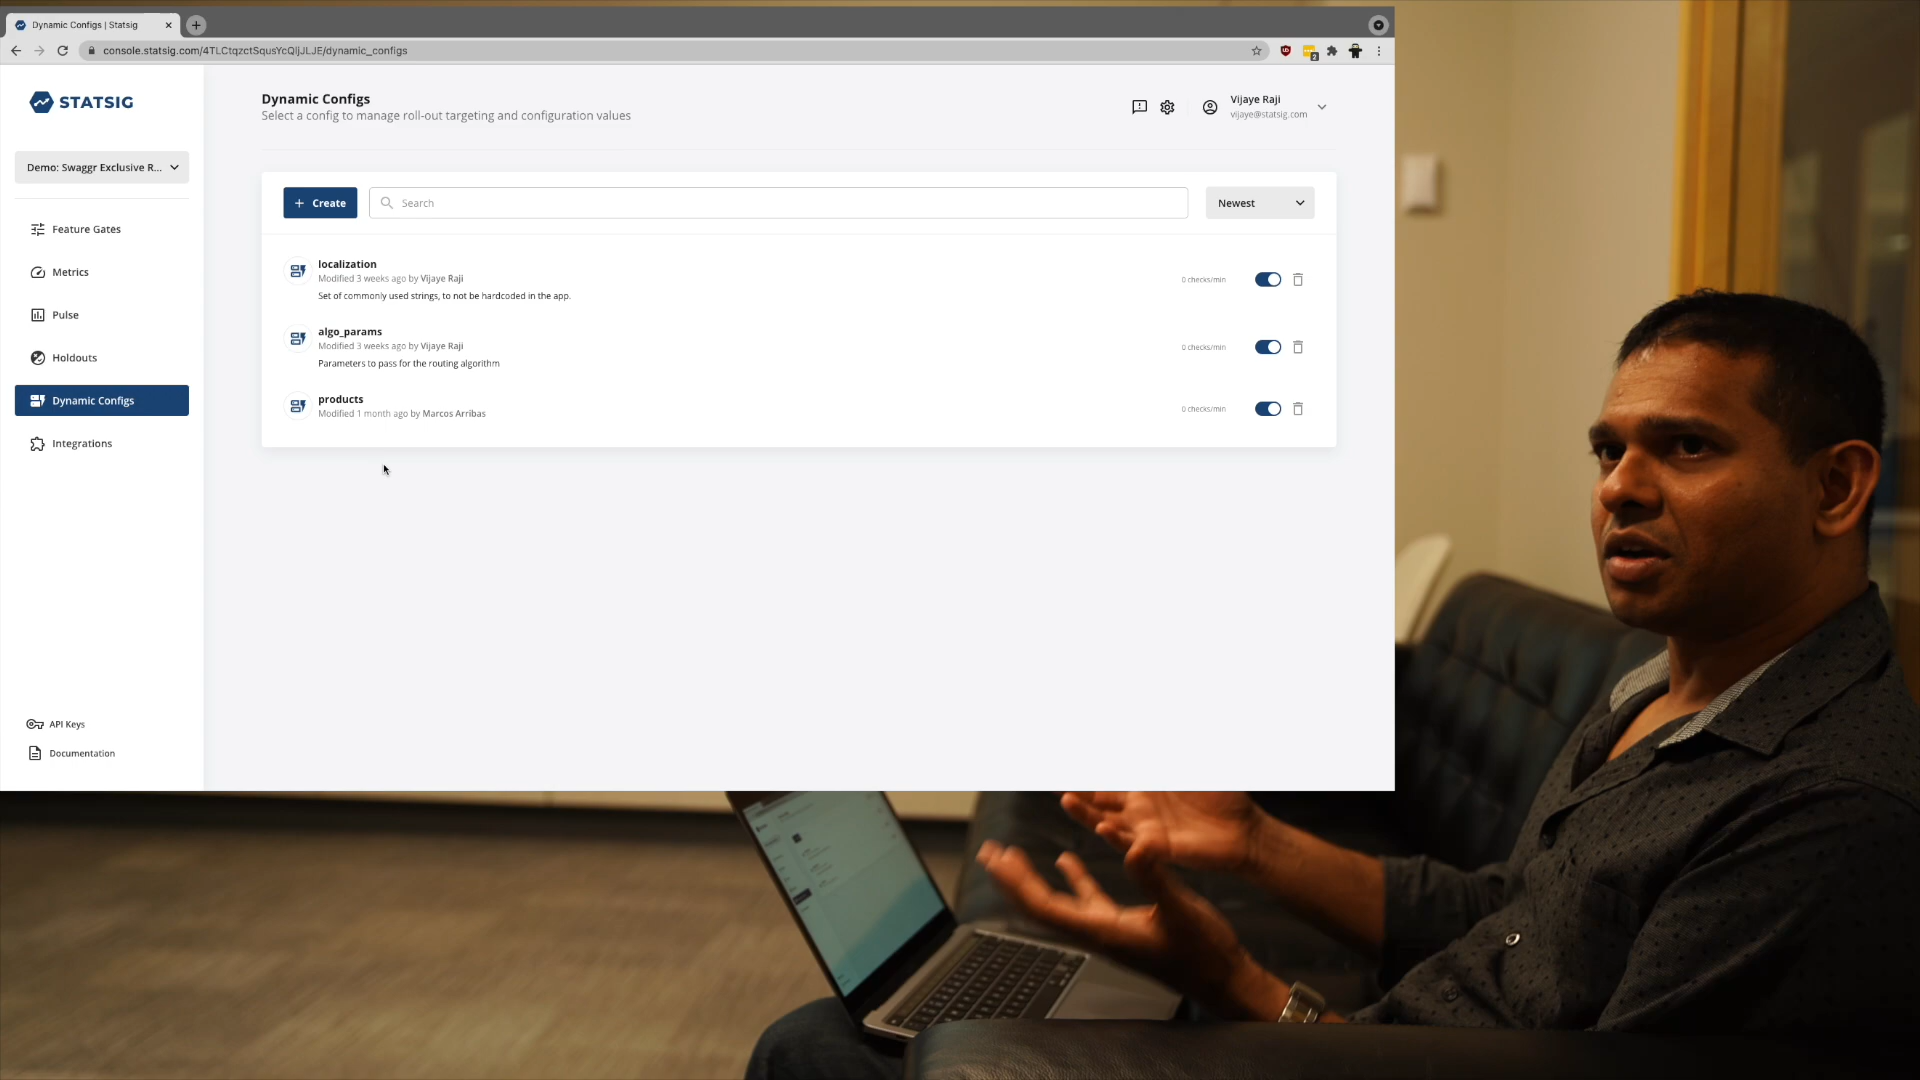 Dynamic Configs | Statsig
console.statsig.com/4TLCtqzctSqusYcQljJLJE/dynamic_configs
2
STATSIG
Dynamic Configs
Select a config to manage roll-out targeting and configuration values
Vijaye Raji
vijaye@statsig.com
Demo: Swaggr Exclusive R...
Create
Search
Newest
Feature Gates
Metrics
Pulse
Holdouts
Dynamic Configs
Integrations
localization
Modified 3 weeks ago by Vijaye Raji
Set of commonly used strings, to not be hardcoded in the app.
0 checks/min
algo_params
Modified 3 weeks ago by Vijaye Raji
Parameters to pass for the routing algorithm
0 checks/min
products
Modified 1 month ago by Marcos Arribas
0 checks/min
API Keys
Documentation